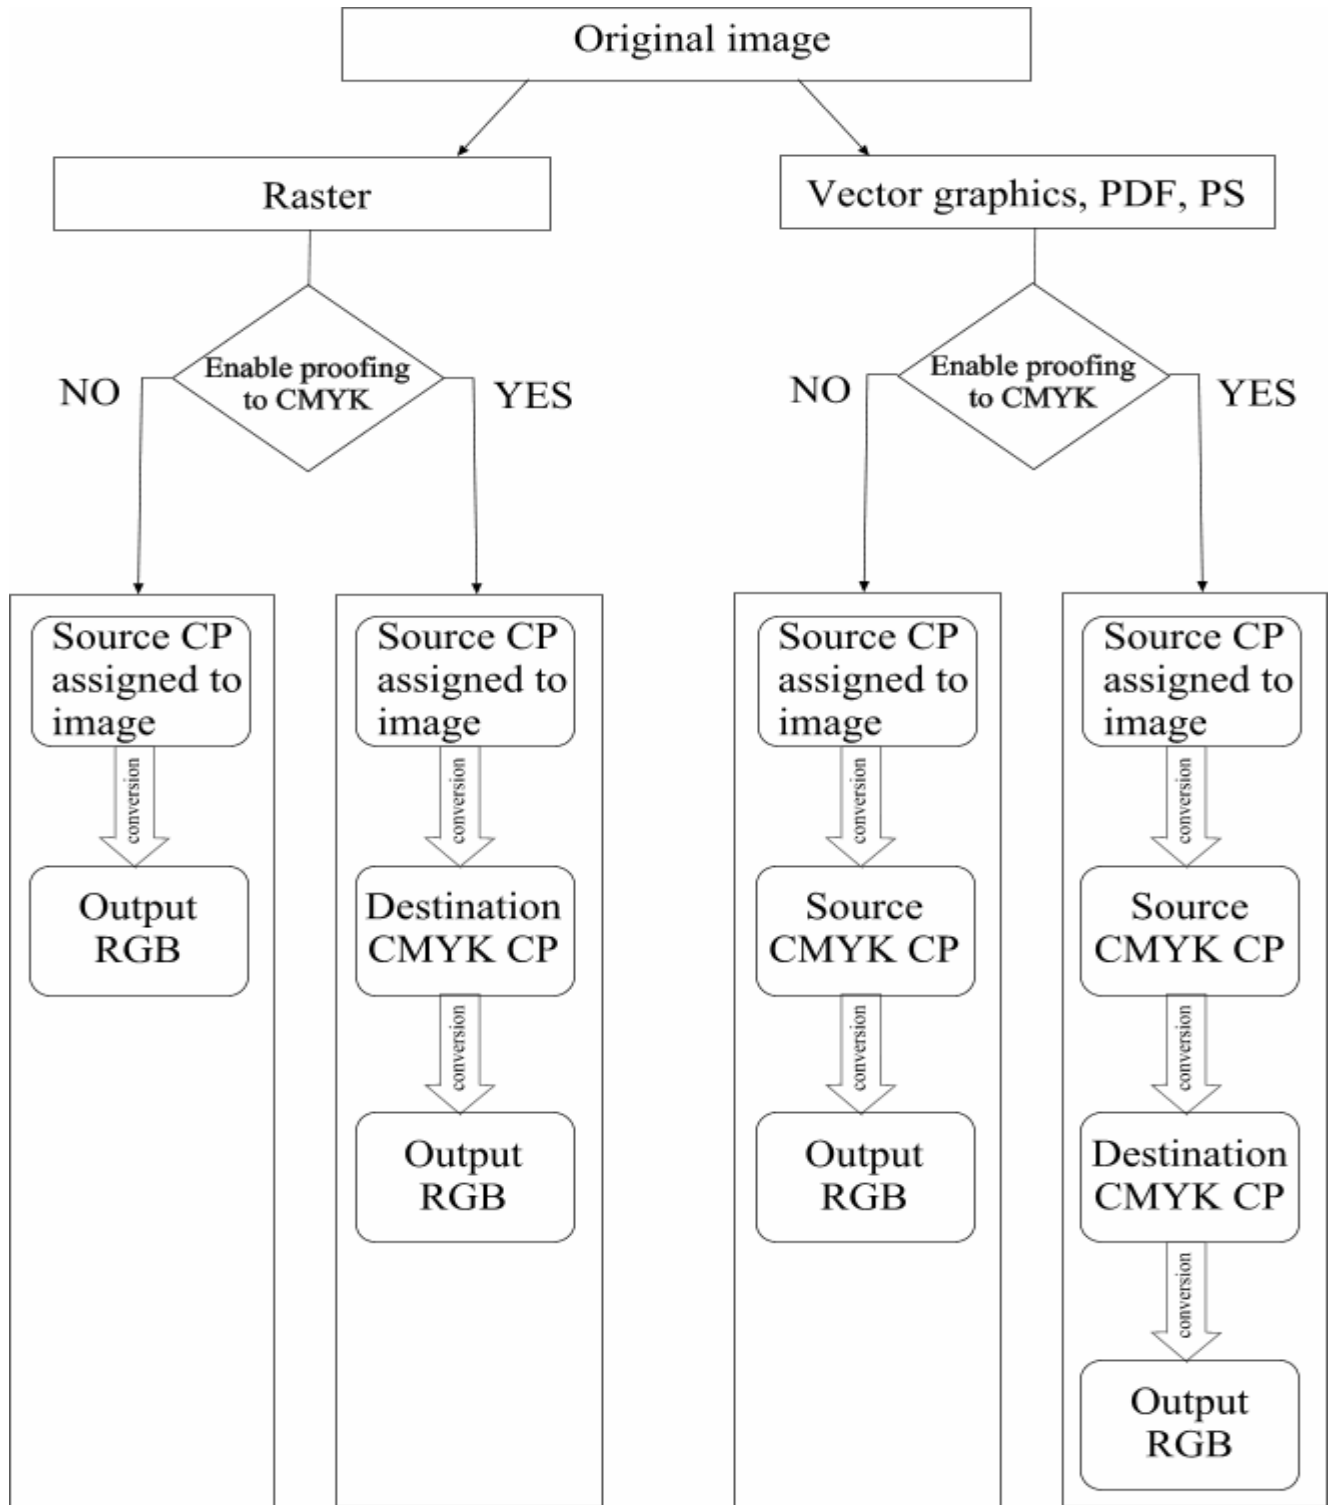 Original image
Raster
Vector graphics, PDF, PS
Enable proofing
to CMYK
NO
YES
Enable proofing
to CMYK
NO
YES
Source CP
assigned to
image
conversion
Output
RGB
Source CP
assigned to
image
conversion
Destination
CMYK CP
conversion
Output
RGB
Source CP
assigned to
image
conversion
Source
CMYK CP
conversion
Output
RGB
Source CP
assigned to
image
conversion
Source
CMYK CP
conversion
Destination
CMYK CP
conversion
Output
RGB